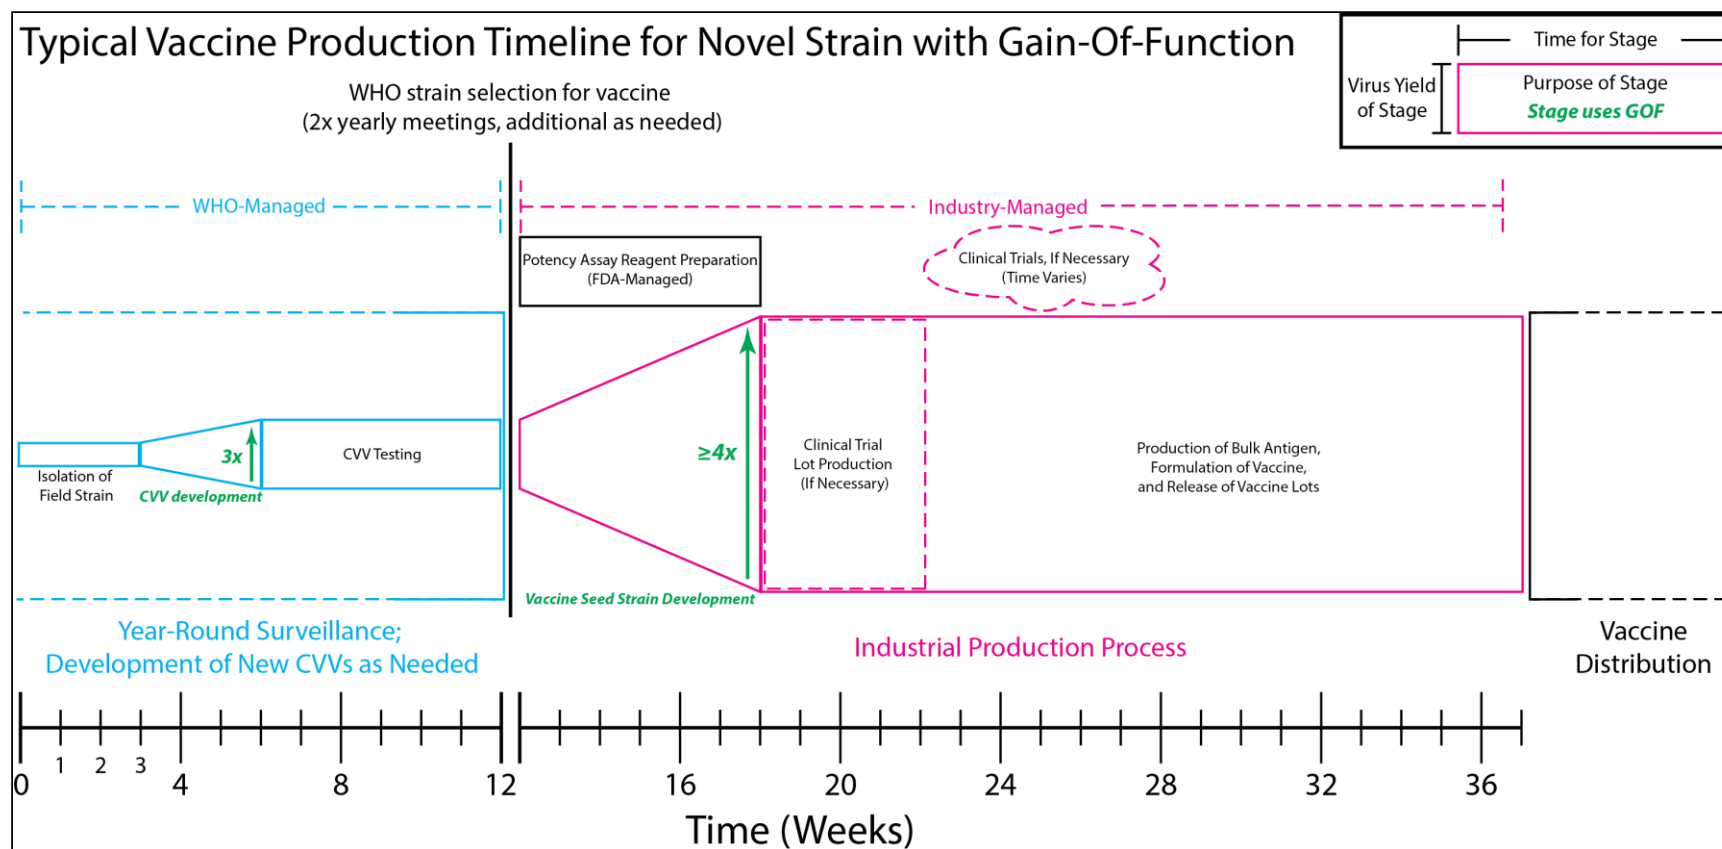 Typical Vaccine Production Timeline for Novel Strain with Gain-Of-Function
Time for Stage
Virus Yield
of Stage
Purpose of Stage
Stage uses GOF
WHO strain selection for vaccine
(2x yearly meetings, additional as needed)
WHO-Managed
Industry-Managed
Potency Assay Reagent Preparation
(FDA-Managed)
Clinical Trials, If Necessary
(Time Varies)
Isolation of
Field Strain
3x
CVV development
CVV Testing
≥4x
Vaccine Seed Strain Development
Clinical Trial
Lot Production
(If Necessary)
Production of Bulk Antigen,
Formulation of Vaccine,
and Release of Vaccine Lots
Year-Round Surveillance;
Development of New CVVs as Needed
Industrial Production Process
Vaccine
Distribution
0 1 2 3 4 8 12 16 20 24 28 32 36
Time (Weeks)